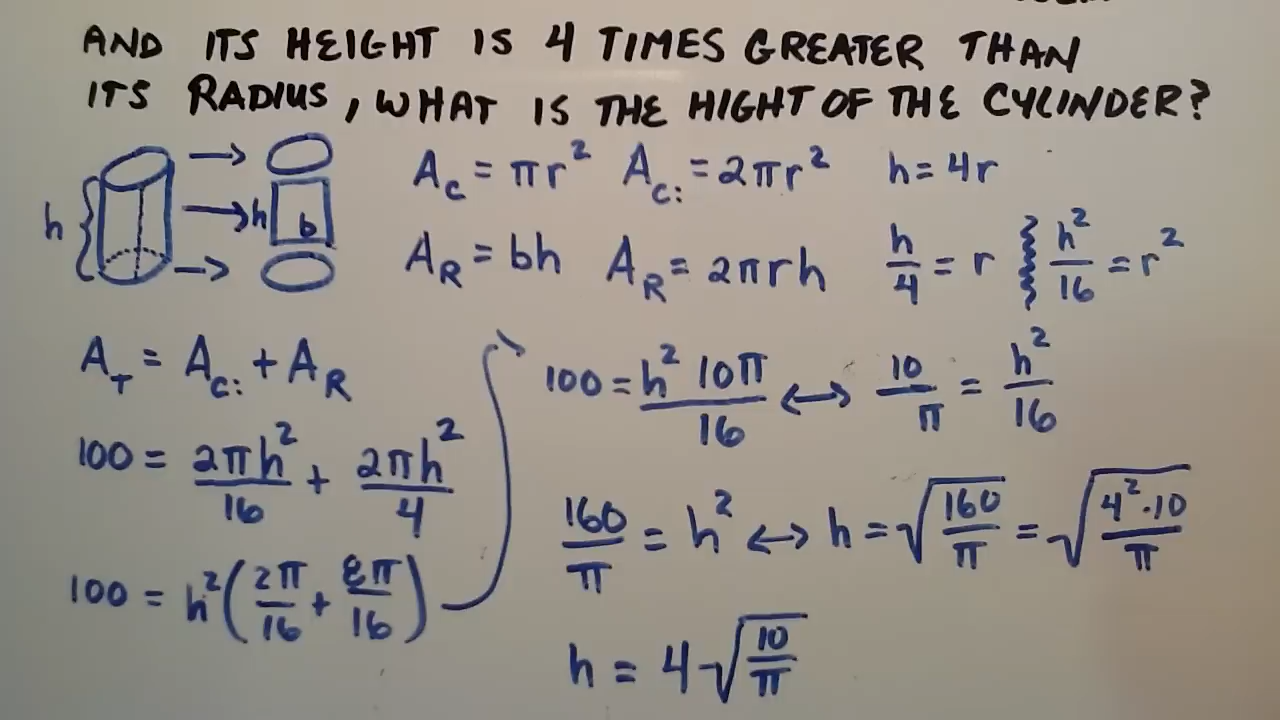 AND ITS HEIGHT IS 4 TIMES GREATER THAN
ITS RADIUS, WHAT IS THE HIGHT OF THE CYLINDER?
h h b
A_C = πr² A_C: = 2πr² h = 4r
A_R = bh A_R = 2πrh h/4 = r h²/16 = r²
A_T = A_C: + A_R
100 = 2πh²/16 + 2πh²/4
100 = h²(2π/16 + 8π/16)
100 = h² 10π/16 ↔ 10/π = h²/16
160/π = h² ↔ h = √(160/π) = √(4²·10/π)
h = 4√(10/π)